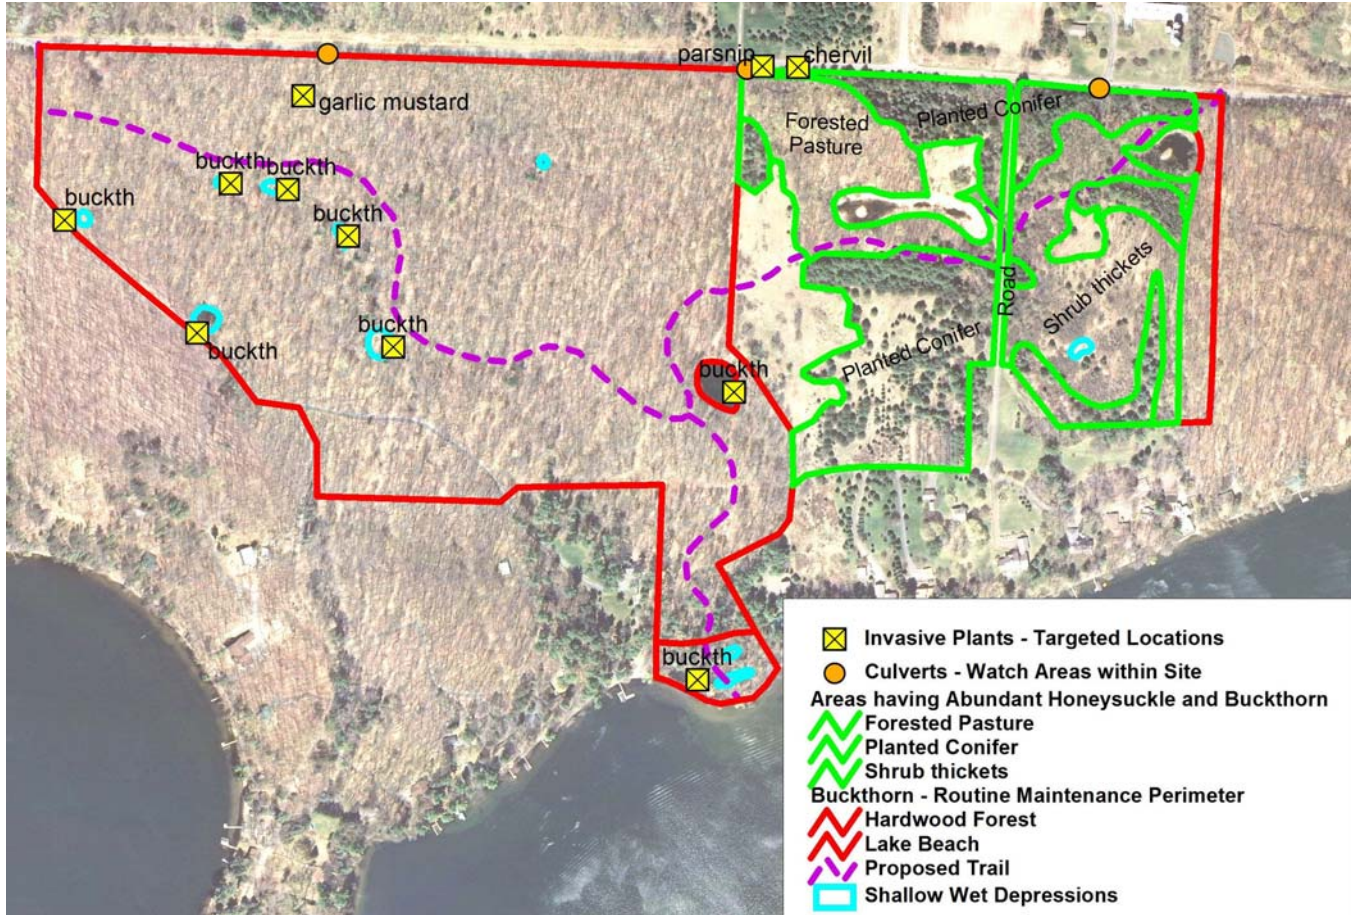 parsnip
chervil
garlic mustard
Forested
Pasture
Planted Conifer
buckth
buckth
buckth
buckth
Shrub thickets
Road
buckth
buckth
Planted Conifer
buckth
buckth
Invasive Plants - Targeted Locations
Culverts - Watch Areas within Site
Areas having Abundant Honeysuckle and Buckthorn
Forested Pasture
Planted Conifer
Shrub thickets
Buckthorn - Routine Maintenance Perimeter
Hardwood Forest
Lake Beach
Proposed Trail
Shallow Wet Depressions